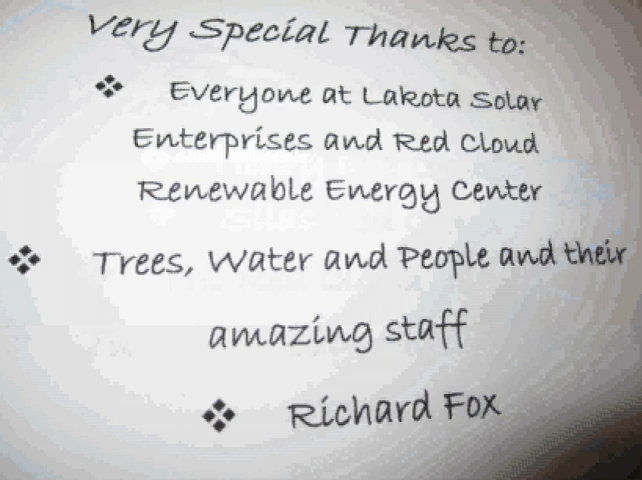 Very Special Thanks to:
❖ Everyone at Lakota Solar
Enterprises and Red Cloud
Renewable Energy Center
❖ Trees, Water and People and their
amazing staff
❖ Richard Fox